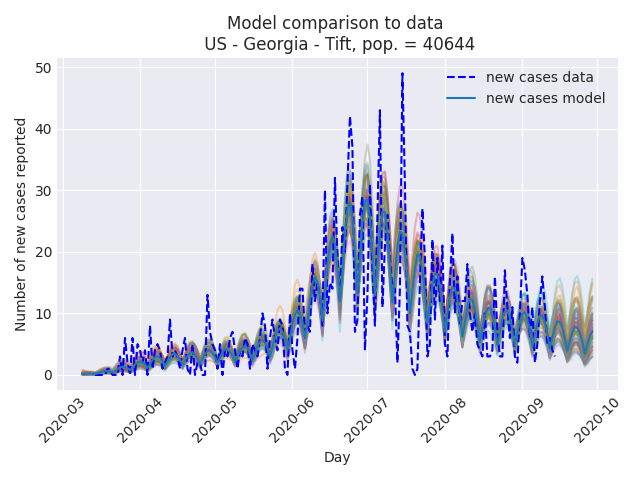 Model comparison to data
US - Georgia - Tift, pop. = 40644
new cases data
new cases model
Number of new cases reported
50
40
30
20
10
0
2020-03
2020-04
2020-05
2020-06
2020-07
2020-08
2020-09
2020-10
Day